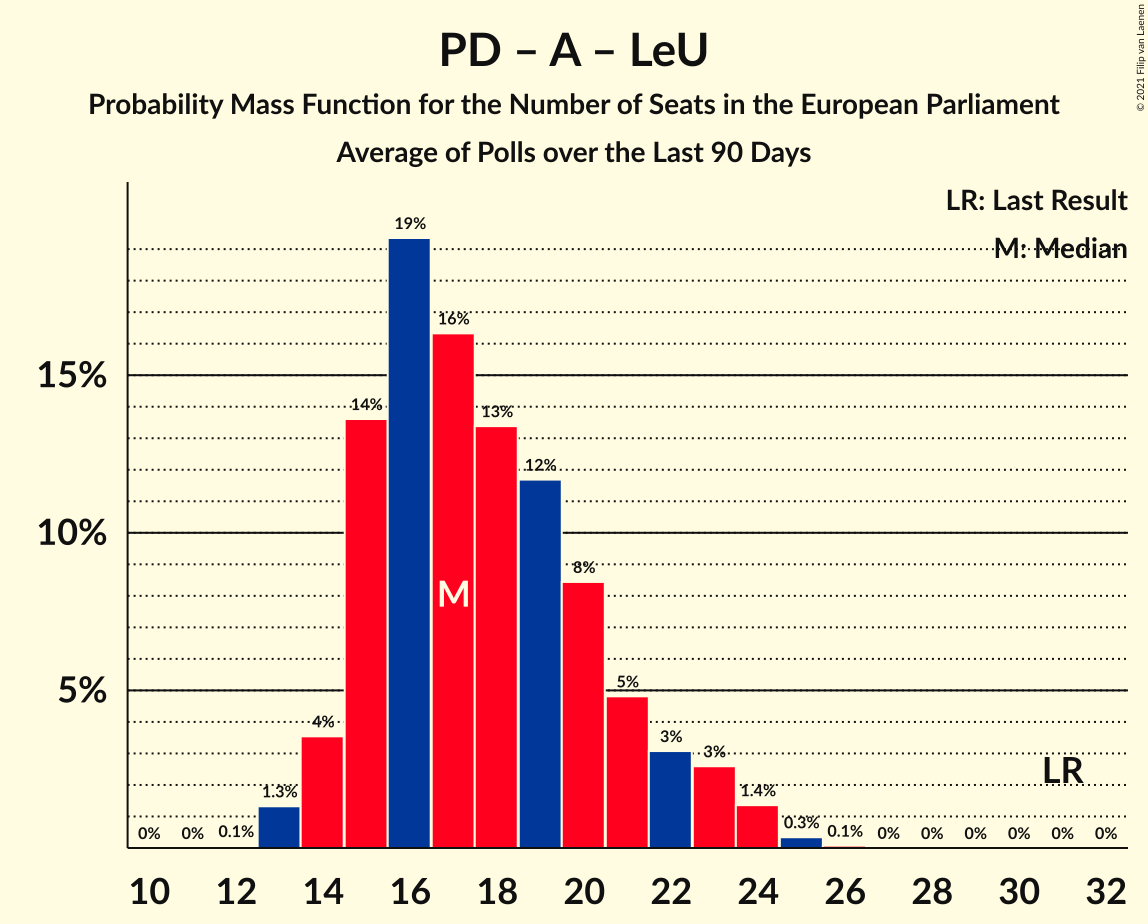 PD – A – LeU
Probability Mass Function for the Number of Seats in the European Parliament
Average of Polls over the Last 90 Days
© 2021 Filip van Laenen
LR: Last Result
M: Median
19%
16%
15%
14%
13%
12%
10%
8%
M
5%
5%
4%
3%
3%
LR
1.3%
1.4%
0%
0%
0.1%
0.3%
0.1%
0%
0%
0%
0%
0%
0%
10 12 14 16 18 20 22 24 26 28 30 32